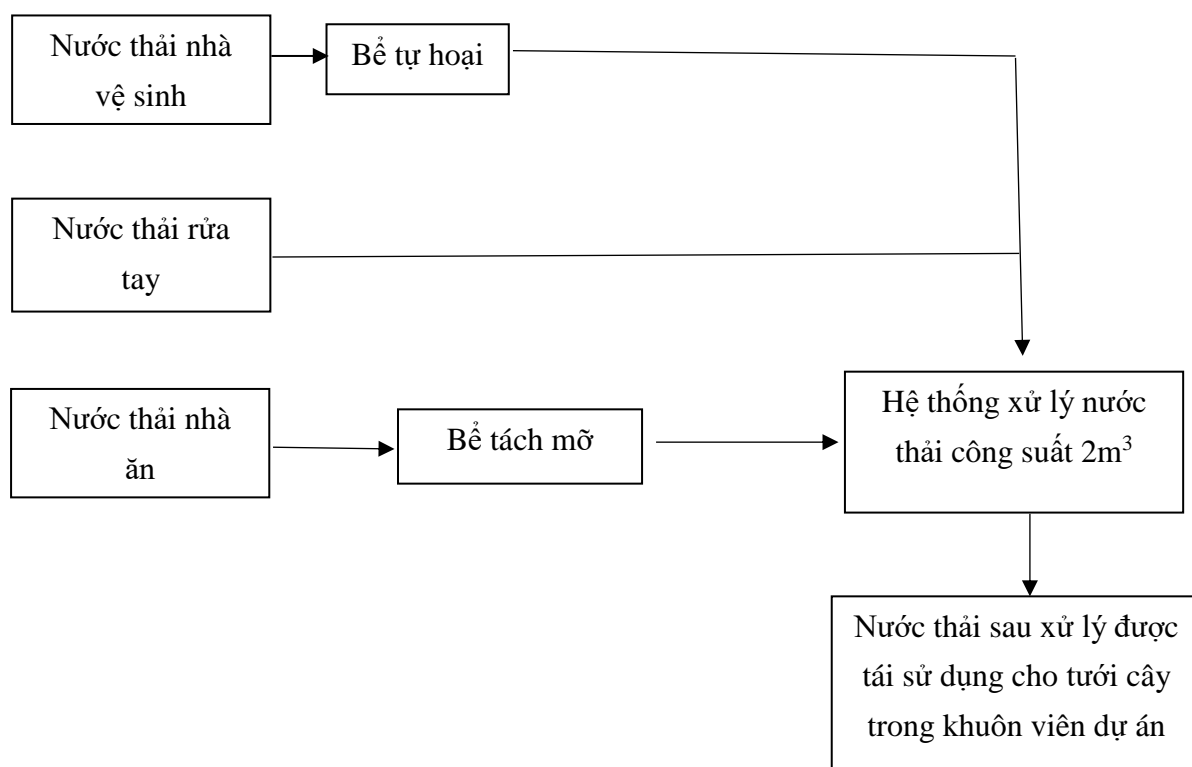 Nước thải nhà
vệ sinh
Bể tự hoại
Nước thải rửa
tay
Nước thải nhà
ăn
Bể tách mỡ
Hệ thống xử lý nước
thải công suất 2m³
Nước thải sau xử lý được
tái sử dụng cho tưới cây
trong khuôn viên dự án